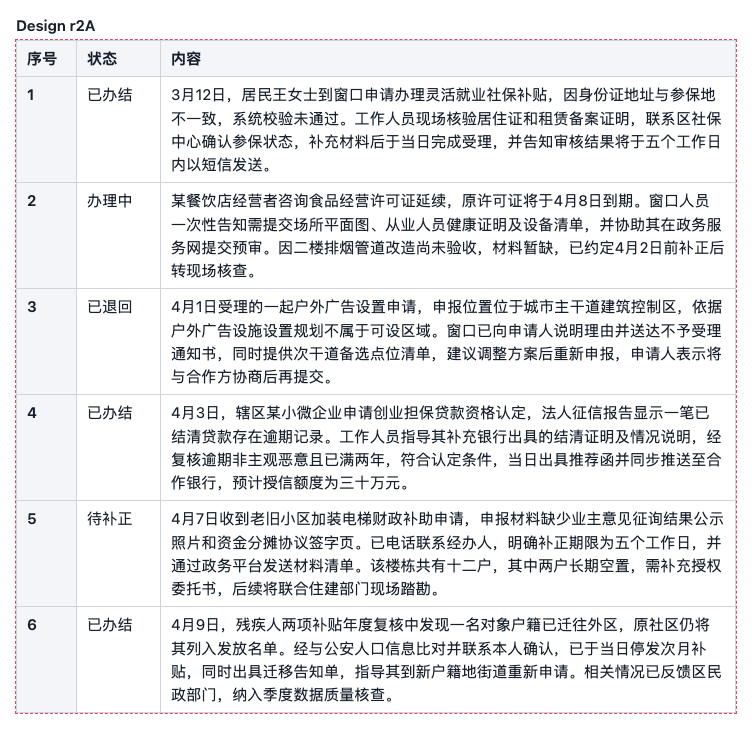 Design r2A
序号 状态 内容
1 已办结 3月12日，居民王女士到窗口申请办理灵活就业社保补贴，因身份证地址与参保地
不一致，系统校验未通过。工作人员现场核验居住证和租赁备案证明，联系区社保
中心确认参保状态，补充材料后于当日完成受理，并告知审核结果将于五个工作日
内以短信发送。
2 办理中 某餐饮店经营者咨询食品经营许可证延续，原许可证将于4月8日到期。窗口人员
一次性告知需提交场所平面图、从业人员健康证明及设备清单，并协助其在政务服
务网提交预审。因二楼排烟管道改造尚未验收，材料暂缺，已约定4月2日前补正后
转现场核查。
3 已退回 4月1日受理的一起户外广告设置申请，申报位置位于城市主干道建筑控制区，依据
户外广告设施设置规划不属于可设区域。窗口已向申请人说明理由并送达不予受理
通知书，同时提供次干道备选点位清单，建议调整方案后重新申报，申请人表示将
与合作方协商后再提交。
4 已办结 4月3日，辖区某小微企业申请创业担保贷款资格认定，法人征信报告显示一笔已
结清贷款存在逾期记录。工作人员指导其补充银行出具的结清证明及情况说明，经
复核逾期非主观恶意且已满两年，符合认定条件，当日出具推荐函并同步推送至合
作银行，预计授信额度为三十万元。
5 待补正 4月7日收到老旧小区加装电梯财政补助申请，申报材料缺少业主意见征询结果公示
照片和资金分摊协议签字页。已电话联系经办人，明确补正期限为五个工作日，并
通过政务平台发送材料清单。该楼栋共有十二户，其中两户长期空置，需补充授权
委托书，后续将联合住建部门现场踏勘。
6 已办结 4月9日，残疾人两项补贴年度复核中发现一名对象户籍已迁往外区，原社区仍将
其列入发放名单。经与公安人口信息比对并联系本人确认，已于当日停发次月补
贴，同时出具迁移告知单，指导其到新户籍地街道重新申请。相关情况已反馈区民
政部门，纳入季度数据质量核查。